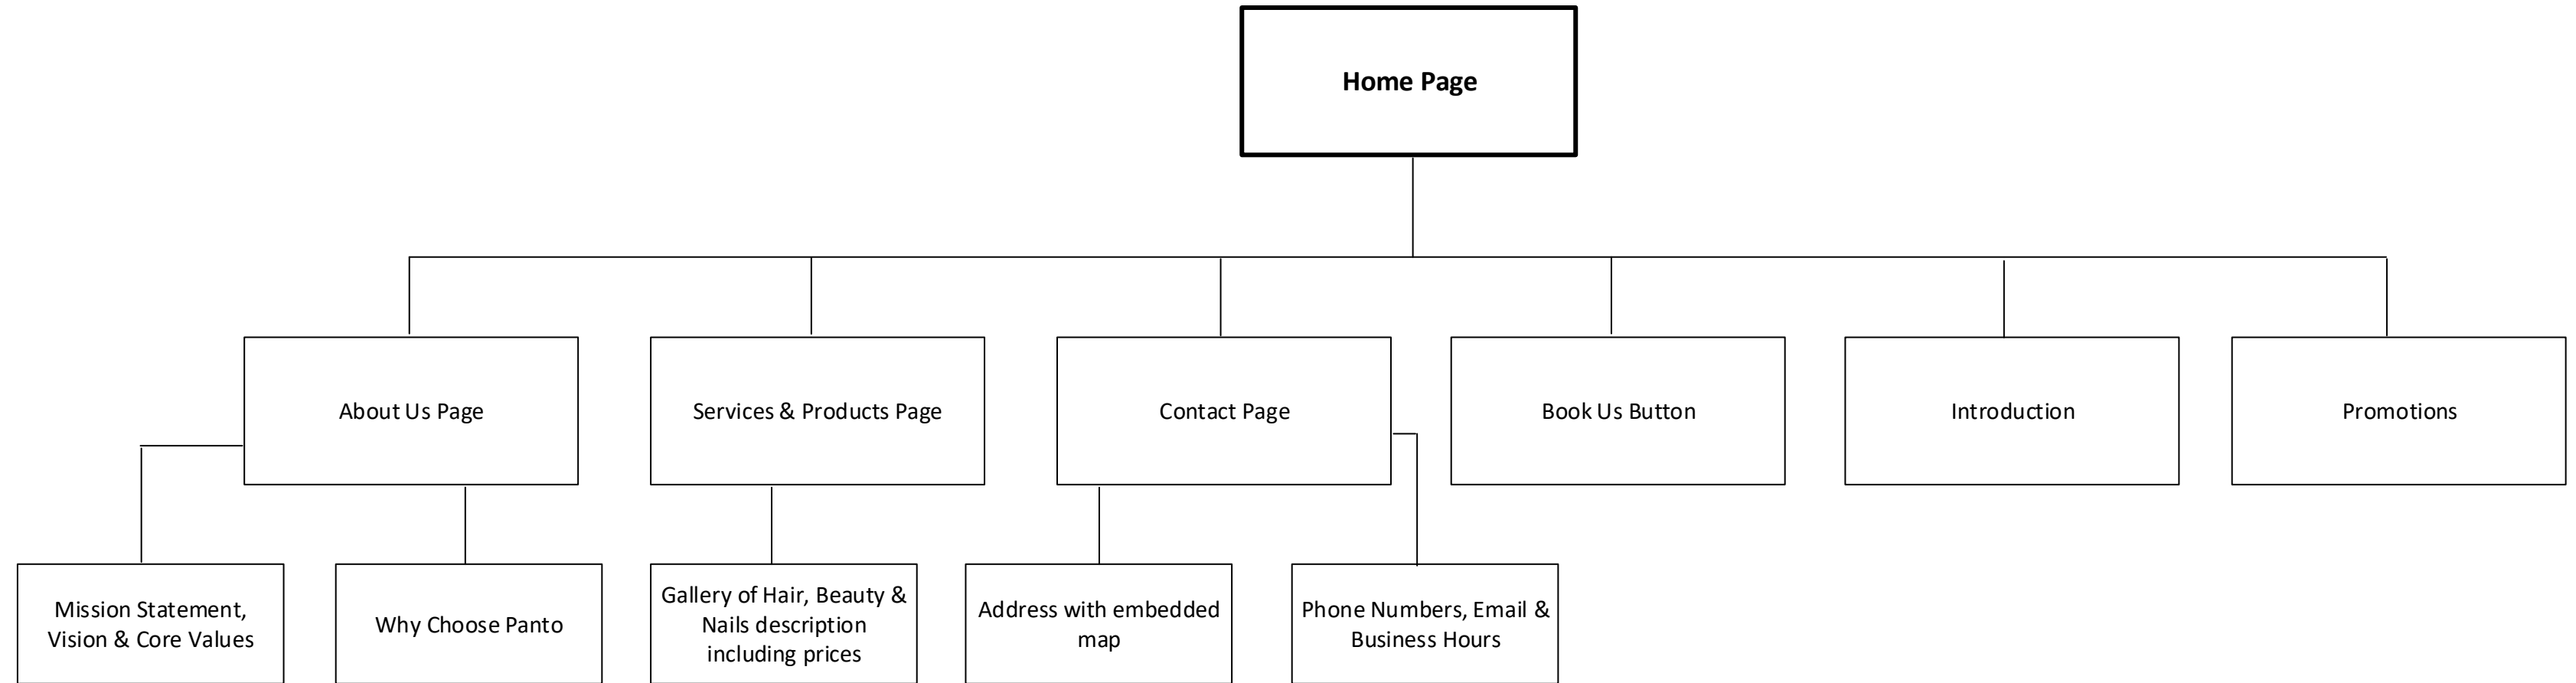 Home Page
About Us Page
Services & Products Page
Contact Page
Book Us Button
Introduction
Promotions
Mission Statement,
Vision & Core Values
Why Choose Panto
Gallery of Hair, Beauty &
Nails description
including prices
Address with embedded
map
Phone Numbers, Email &
Business Hours